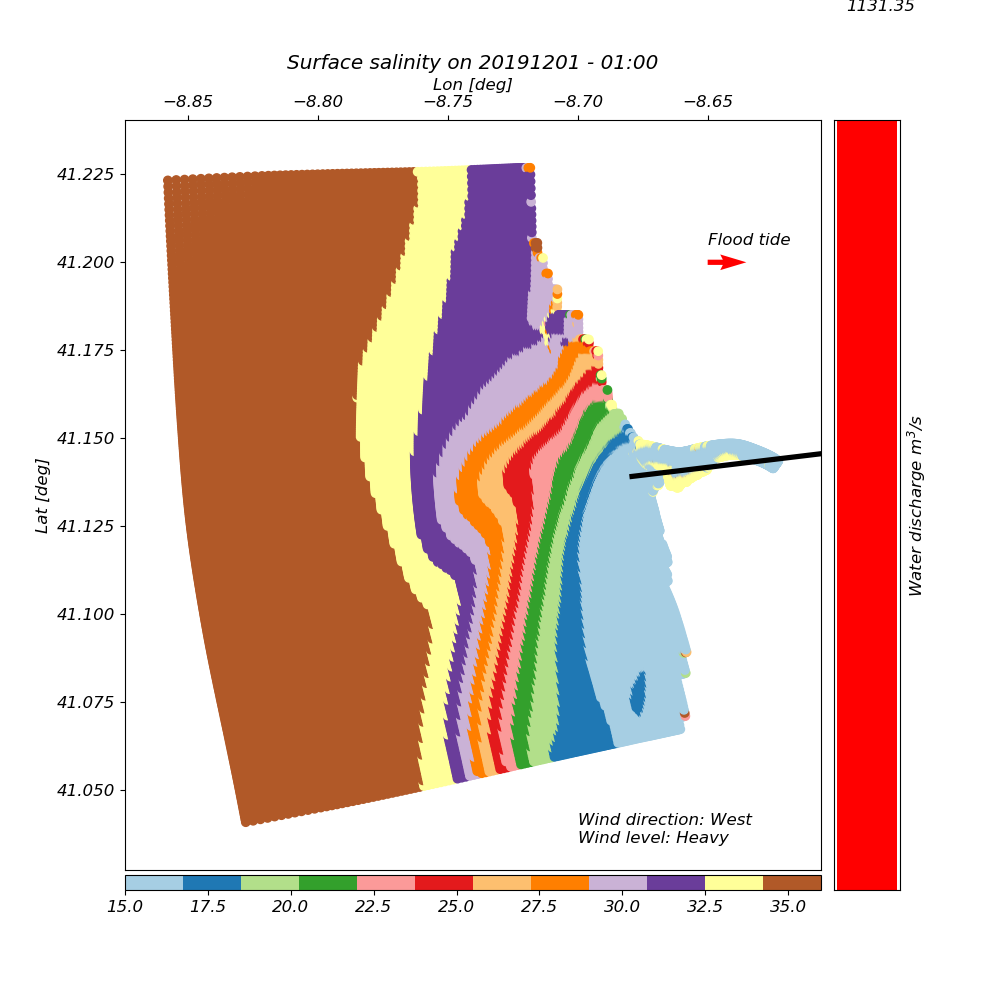 1131.35
Surface salinity on 20191201 - 01:00
Lon [deg]
−8.85 −8.80 −8.75 −8.70 −8.65
41.225
41.200
41.175
41.150
41.125
41.100
41.075
41.050
Lat [deg]
Flood tide
Wind direction: West
Wind level: Heavy
Water discharge m³/s
15.0 17.5 20.0 22.5 25.0 27.5 30.0 32.5 35.0